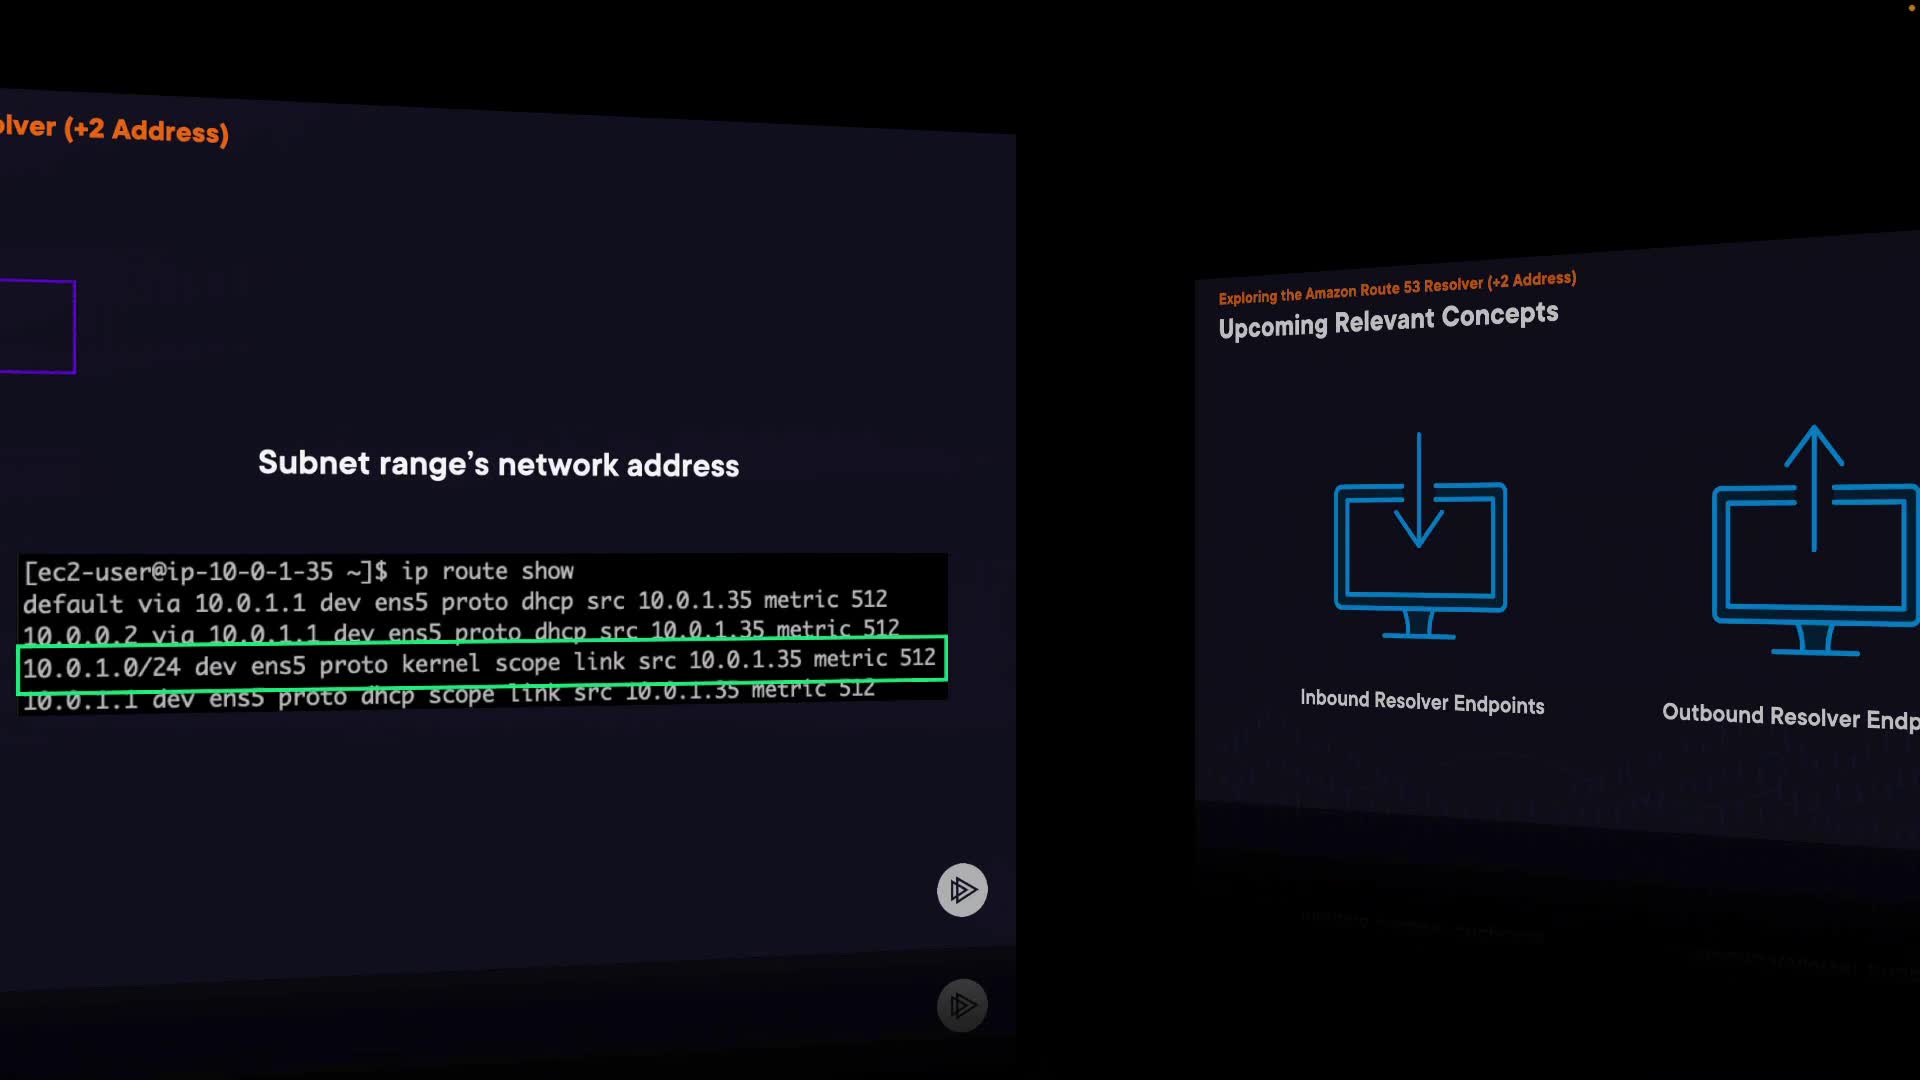 (+2 Address)
Subnet range's network address
[ec2-user@ip-10-0-1-35 ~]$ ip route show
default via 10.0.1.1 dev ens5 proto dhcp src 10.0.1.35 metric 512
10.0.0.2 via 10.0.1.1 dev ens5 proto dhcp src 10.0.1.35 metric 512
10.0.1.0/24 dev ens5 proto kernel scope link src 10.0.1.35 metric 512
10.0.1.1 dev ens5 proto dhcp scope link src 10.0.1.35 metric 512
Exploring the Amazon Route 53 Resolver (+2 Address)
Upcoming Relevant Concepts
Inbound Resolver Endpoints
Outbound Resolver